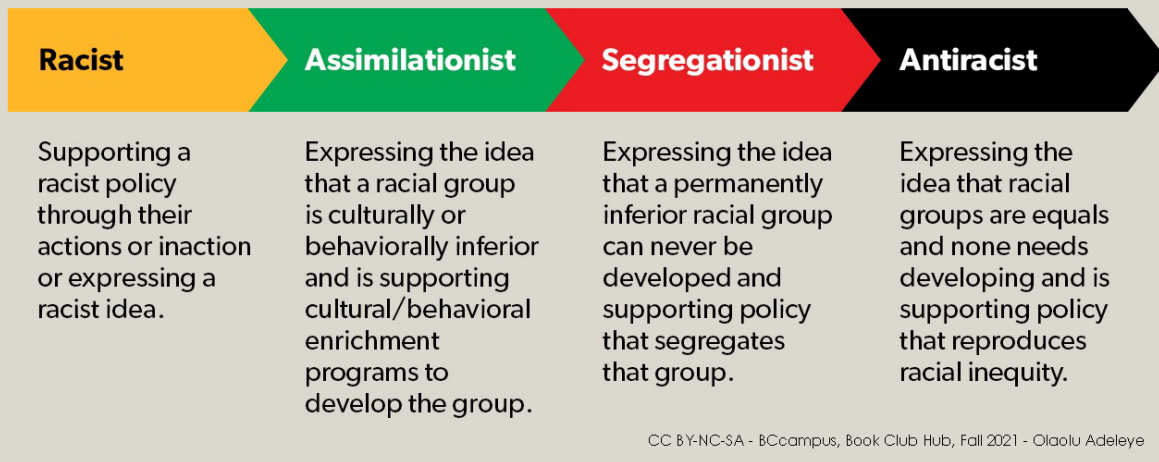 Racist
Supporting a
racist policy
through their
actions or inaction
or expressing a
racist idea.
Assimilationist
Expressing the idea
that a racial group
is culturally or
behaviorally inferior
and is supporting
cultural/behavioral
enrichment
programs to
develop the group.
Segregationist
Expressing the idea
that a permanently
inferior racial group
can never be
developed and
supporting policy
that segregates
that group.
Antiracist
Expressing the
idea that racial
groups are equals
and none needs
developing and is
supporting policy
that reproduces
racial inequity.
CC BY-NC-SA - BCcampus, Book Club Hub, Fall 2021 - Olaolu Adeleye